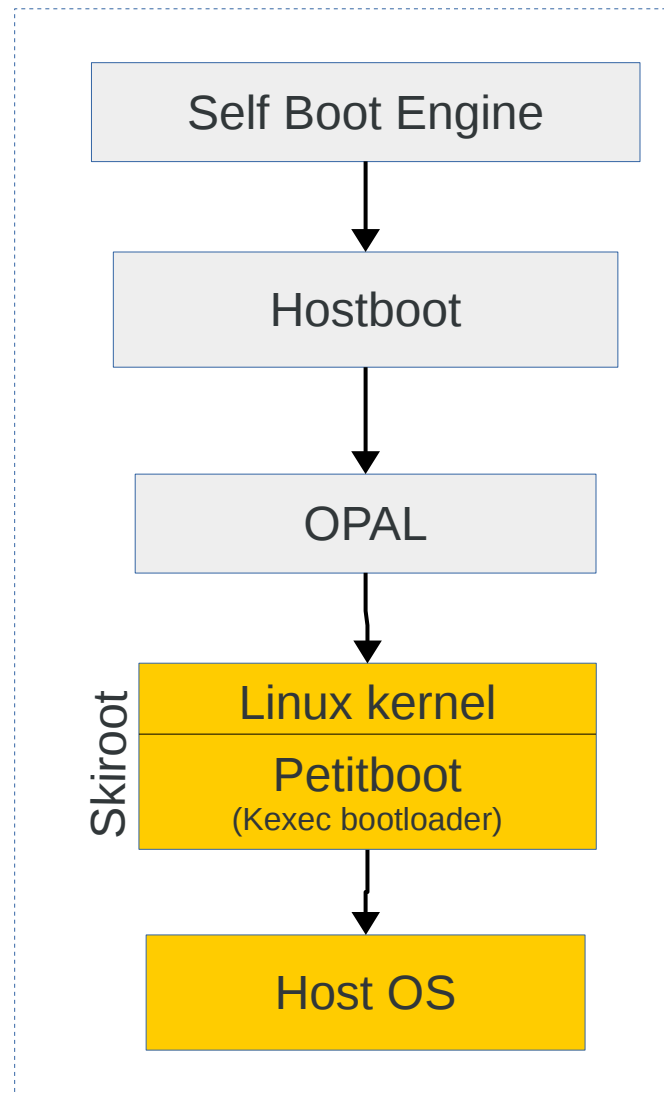 Self Boot Engine
Hostboot
OPAL
Skiroot
Linux kernel
Petitboot
(Kexec bootloader)
Host OS